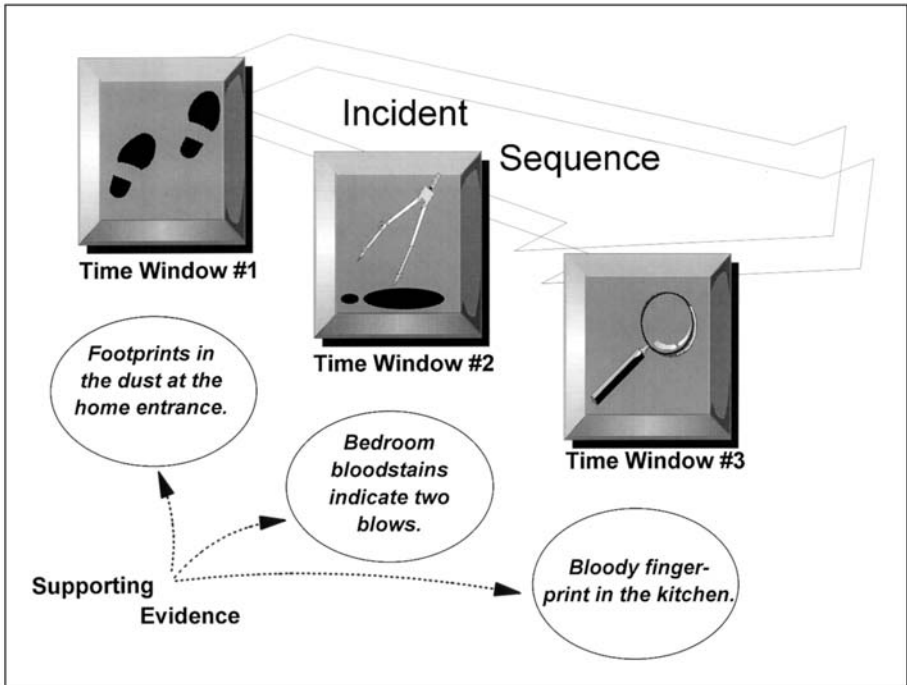 Incident
Sequence
Time Window #1
Time Window #2
Time Window #3
Footprints in
the dust at the
home entrance.
Bedroom
bloodstains
indicate two
blows.
Bloody finger-
print in the kitchen.
Supporting
Evidence